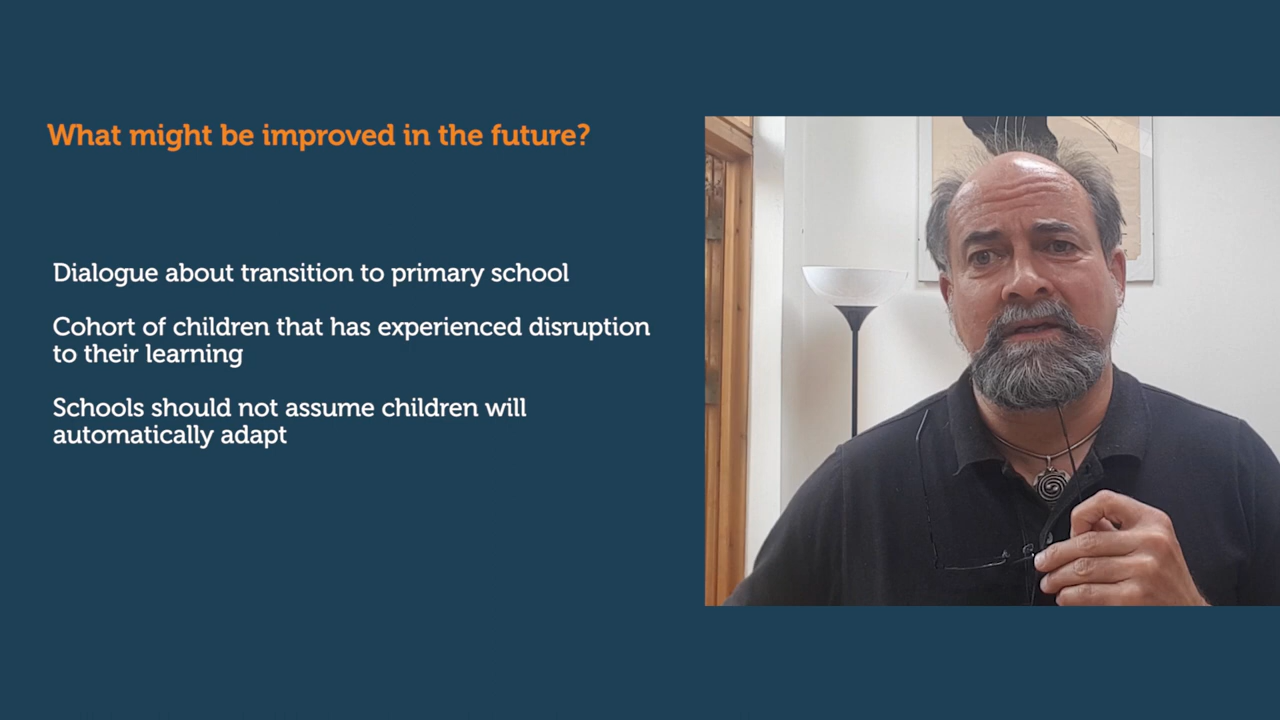 What might be improved in the future?
Dialogue about transition to primary school
Cohort of children that has experienced disruption
to their learning
Schools should not assume children will
automatically adapt